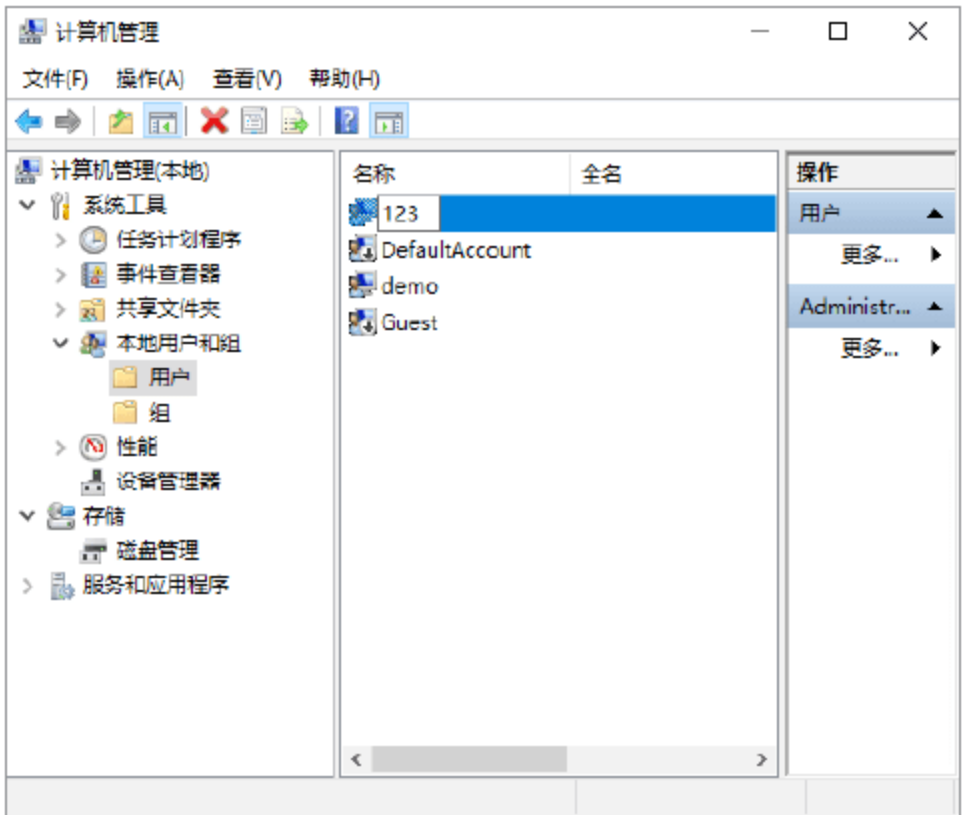 计算机管理
文件(F) 操作(A) 查看(V) 帮助(H)
计算机管理(本地)
系统工具
任务计划程序
事件查看器
共享文件夹
本地用户和组
用户
组
性能
设备管理器
存储
磁盘管理
服务和应用程序
名称 全名
123
DefaultAccount
demo
Guest
操作
用户
更多...
Administr...
更多...